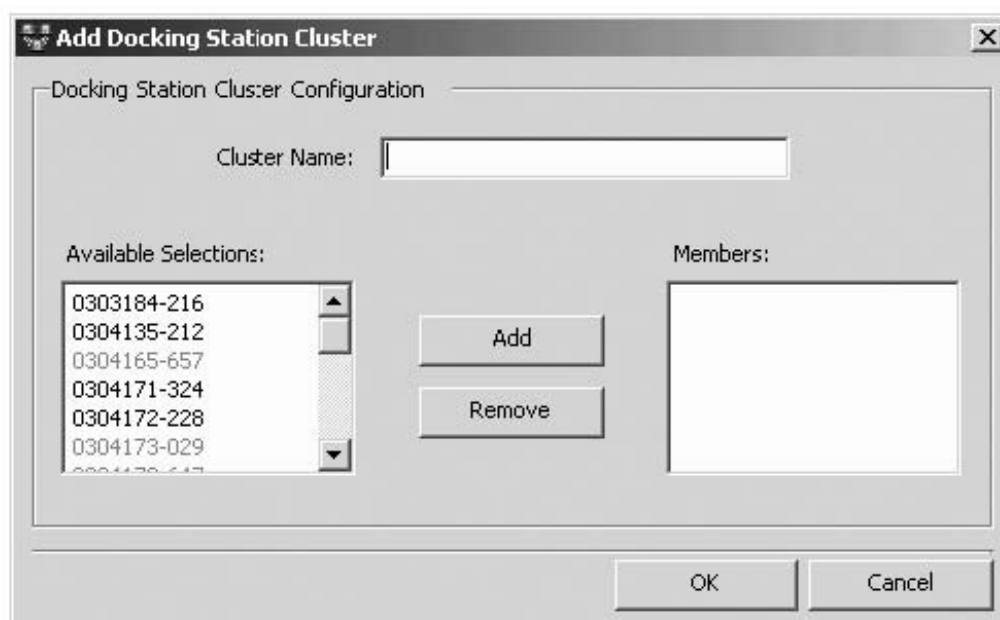 Add Docking Station Cluster
Docking Station Cluster Configuration
Cluster Name:
Available Selections:
Members:
0303184-216
0304135-212
0304165-657
0304171-324
0304172-228
0304173-029
Add
Remove
OK
Cancel